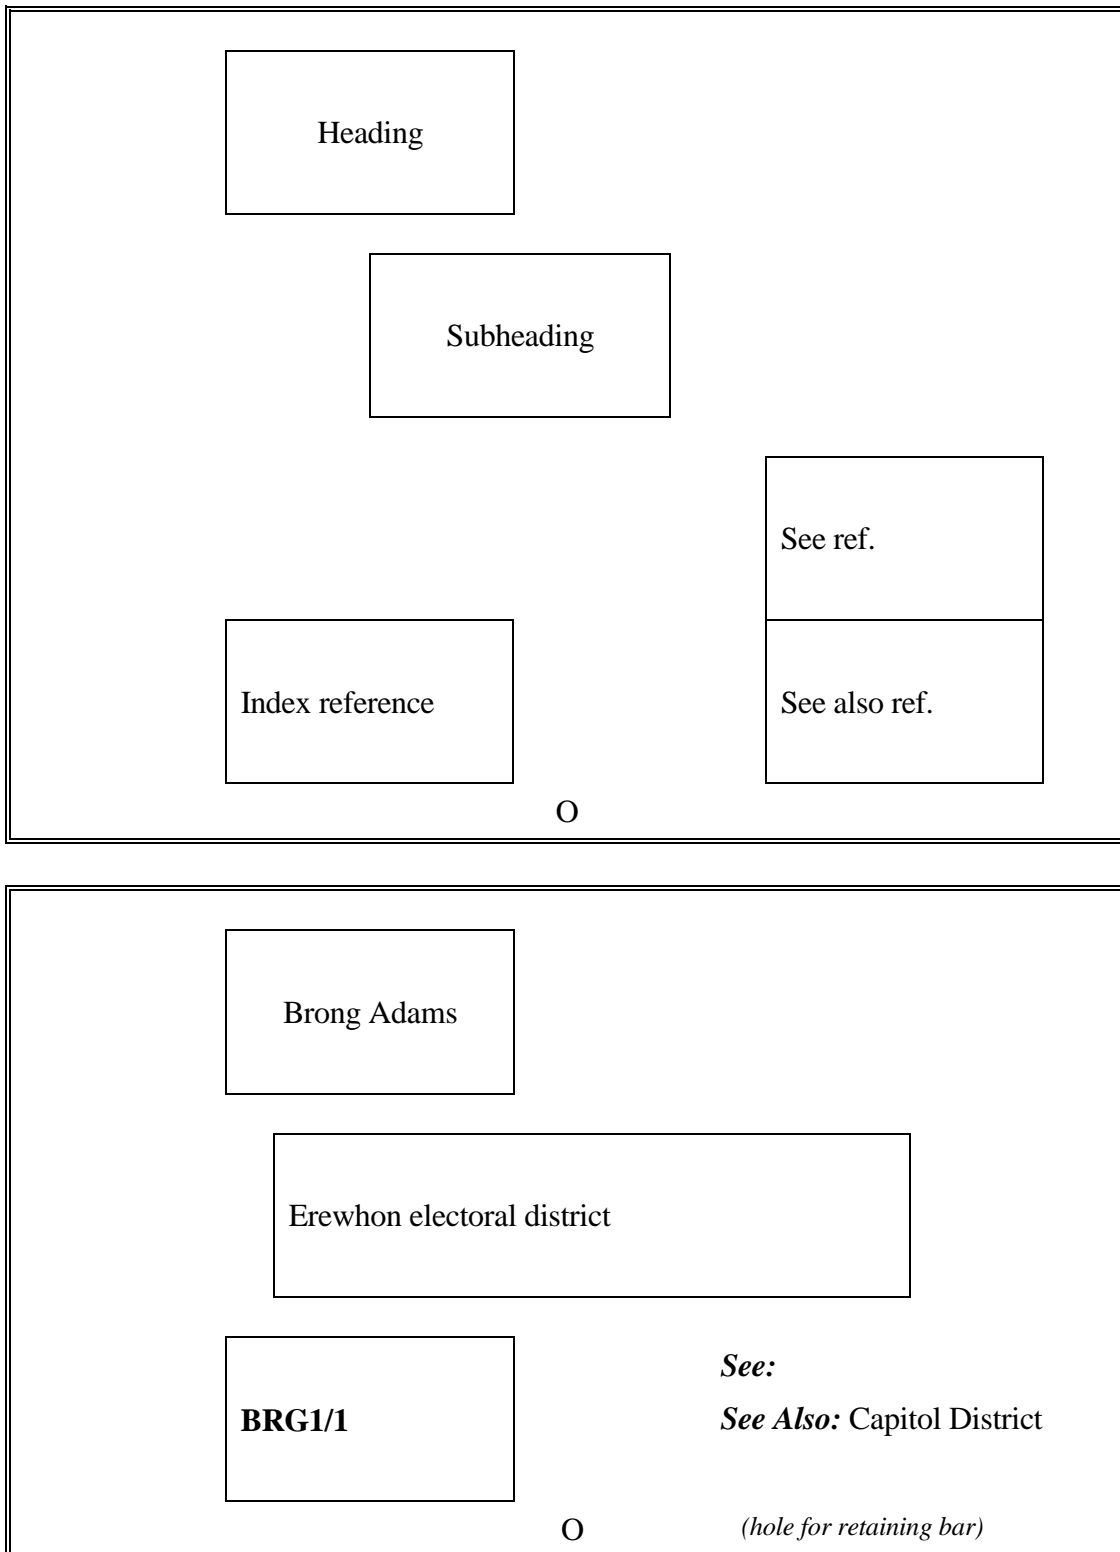 Heading
Subheading
See ref.
Index reference
See also ref.
O
Brong Adams
Erewhon electoral district
See:
BRG1/1
See Also: Capitol District
O
(hole for retaining bar)